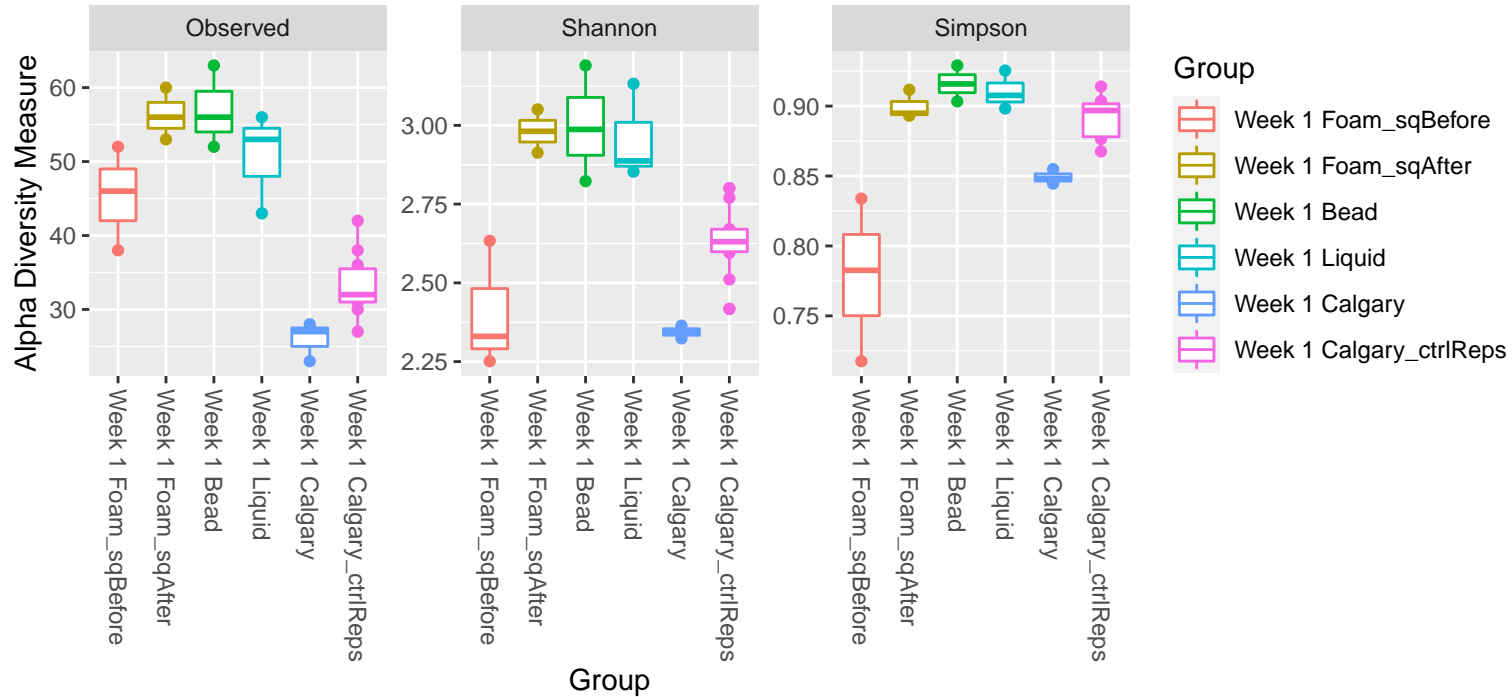 Observed
Shannon
Simpson
Alpha Diversity Measure
60
50
40
30
3.00
2.75
2.50
2.25
0.90
0.85
0.80
0.75
Week 1 Foam_sqBefore
Week 1 Foam_sqAfter
Week 1 Bead
Week 1 Liquid
Week 1 Calgary
Week 1 Calgary_ctrlReps
Week 1 Foam_sqBefore
Week 1 Foam_sqAfter
Week 1 Bead
Week 1 Liquid
Week 1 Calgary
Week 1 Calgary_ctrlReps
Week 1 Foam_sqBefore
Week 1 Foam_sqAfter
Week 1 Bead
Week 1 Liquid
Week 1 Calgary
Week 1 Calgary_ctrlReps
Group
Group
Week 1 Foam_sqBefore
Week 1 Foam_sqAfter
Week 1 Bead
Week 1 Liquid
Week 1 Calgary
Week 1 Calgary_ctrlReps